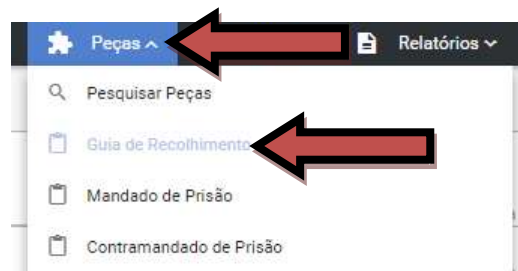 Peças Relatórios
Pesquisar Peças
Guia de Recolhimento
Mandado de Prisão
Contramandado de Prisão